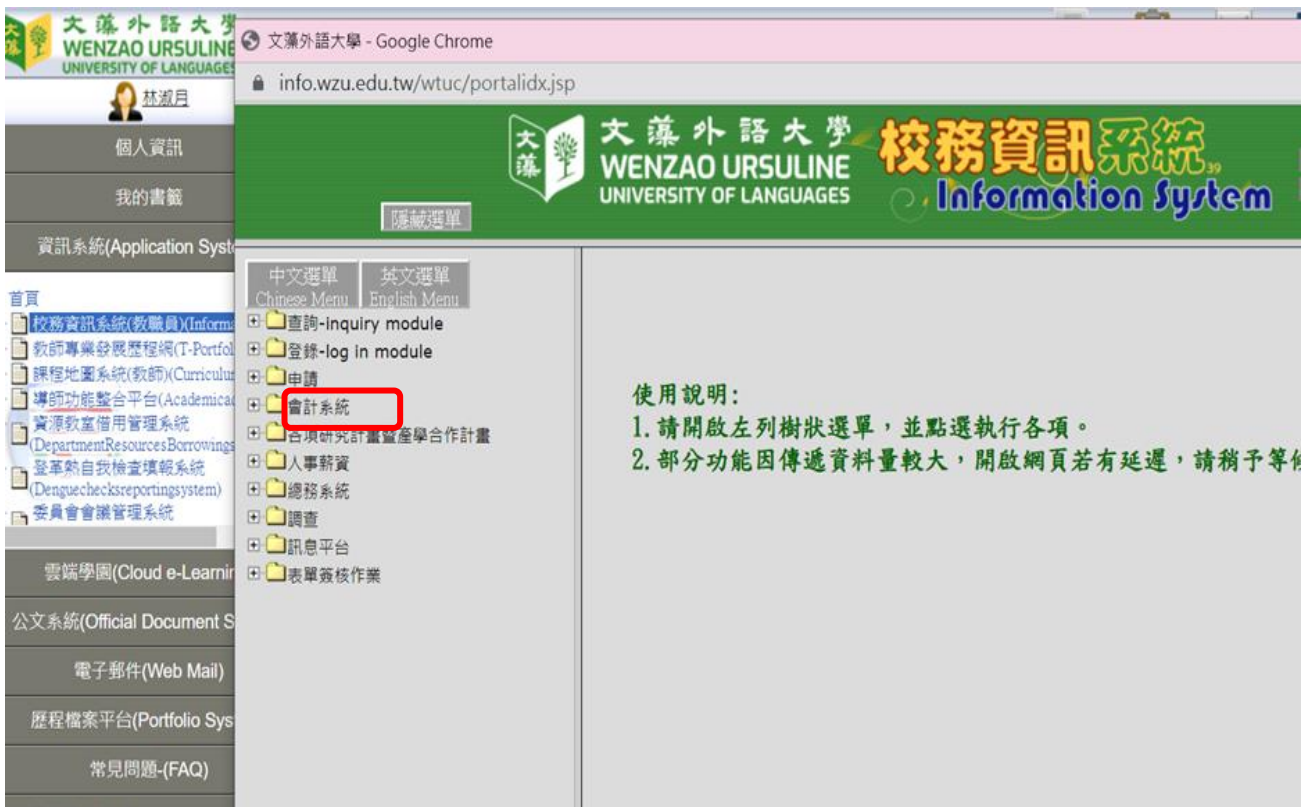 文藻外語大學
WENZAO URSULINE
UNIVERSITY OF LANGUAGES
林淑月
個人資訊
我的書籤
資訊系統(Application Syst
首頁
校務資訊系統(教職員)(Informa
教師專業發展歷程網(T-Portfol
課程地圖系統(教師)(Curriculu
導師功能整合平台(Academicad
資源教室借用管理系統
(DepartmentResourcesBorrowings
登革熱自我檢查填報系統
(Denguechecksreportingsystem)
委員會會議管理系統
雲端學園(Cloud e-Learnin
公文系統(Official Document S
電子郵件(Web Mail)
歷程檔案平台(Portfolio Sys
常見問題-(FAQ)
文藻外語大學 - Google Chrome
info.wzu.edu.tw/wtuc/portalidx.jsp
文藻
文藻外語大學
WENZAO URSULINE
UNIVERSITY OF LANGUAGES
校務資訊系統
Information System
隱藏選單
中文選單
Chinese Menu
英文選單
English Menu
查詢-inquiry module
登錄-log in module
申請
會計系統
各項研究計畫暨產學合作計畫
人事薪資
總務系統
調查
訊息平台
表單簽核作業
使用說明:
1.請開啟左列樹狀選單，並點選執行各項。
2.部分功能因傳遞資料量較大，開啟網頁若有延遲，請稍予等候